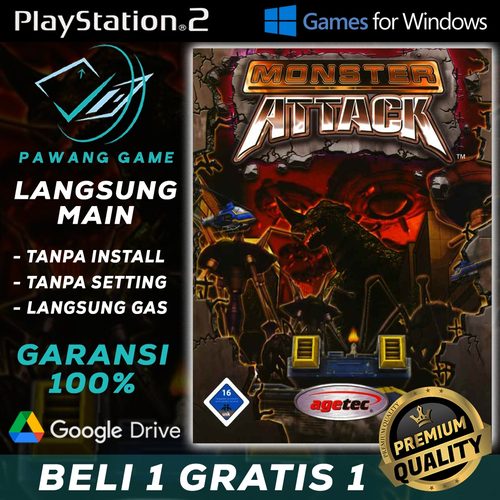 PlayStation.2
Games for Windows
PAWANG GAME
LANGSUNG
MAIN
- TANPA INSTALL
- TANPA SETTING
- LANGSUNG GAS
GARANSI
100%
Google Drive
MONSTER
ATTACK
TM
16
agetec
PREMIUM
QUALITY
BELI 1 GRATIS 1